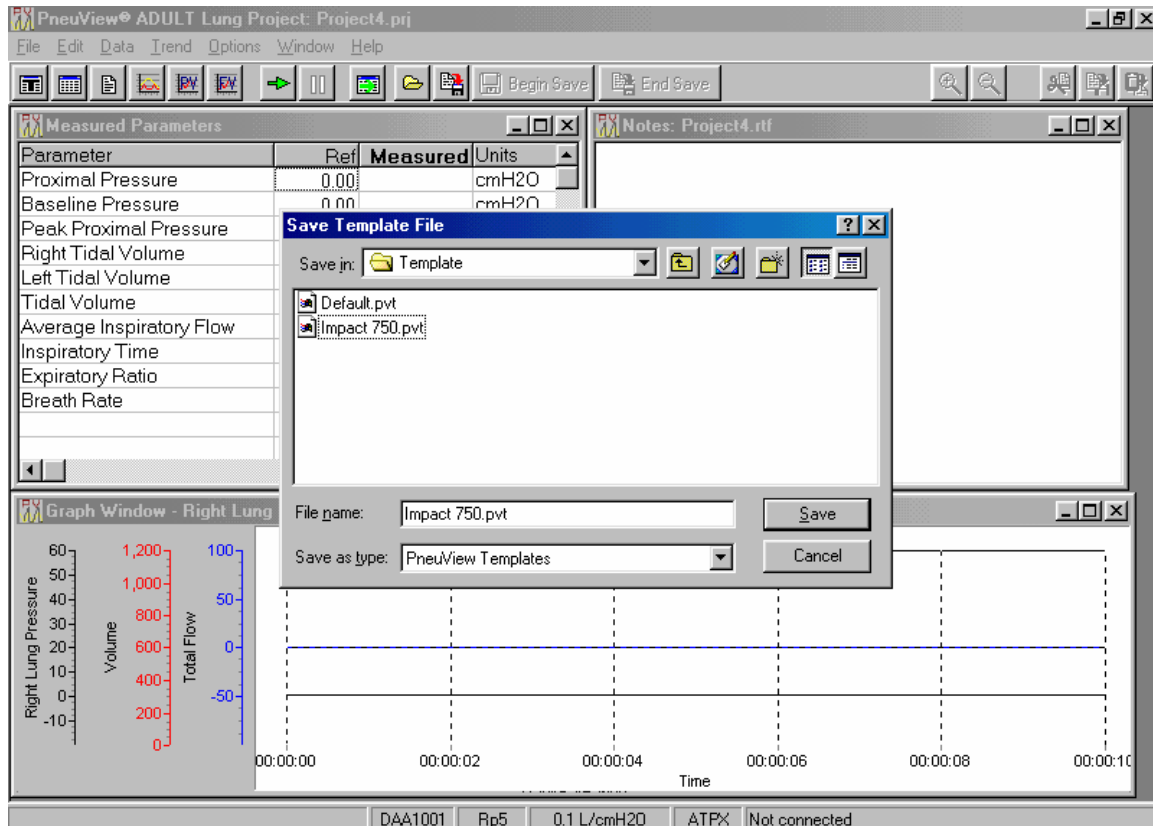 PneuView® ADULT Lung Project: Project4.prj
File Edit Data Trend Options Window Help
PV FV Begin Save End Save
Measured Parameters
Parameter Ref Measured Units
Proximal Pressure 0.00 cmH2O
Baseline Pressure 0.00 cmH2O
Peak Proximal Pressure
Right Tidal Volume
Left Tidal Volume
Tidal Volume
Average Inspiratory Flow
Inspiratory Time
Expiratory Ratio
Breath Rate
Notes: Project4.rtf
Save Template File
Save in: Template
Default.pvt
Impact 750.pvt
File name: Impact 750.pvt Save
Save as type: PneuView Templates Cancel
Graph Window - Right Lung
Right Lung Pressure
60
50
40
30
20
10
0
-10
Volume
1,200
1,000
800
600
400
200
0
Total Flow
100
50
0
-50
00:00:00 00:00:02 00:00:04 00:00:06 00:00:08 00:00:10
Time
DAA1001 Rp5 0.1 L/cmH2O ATPX Not connected